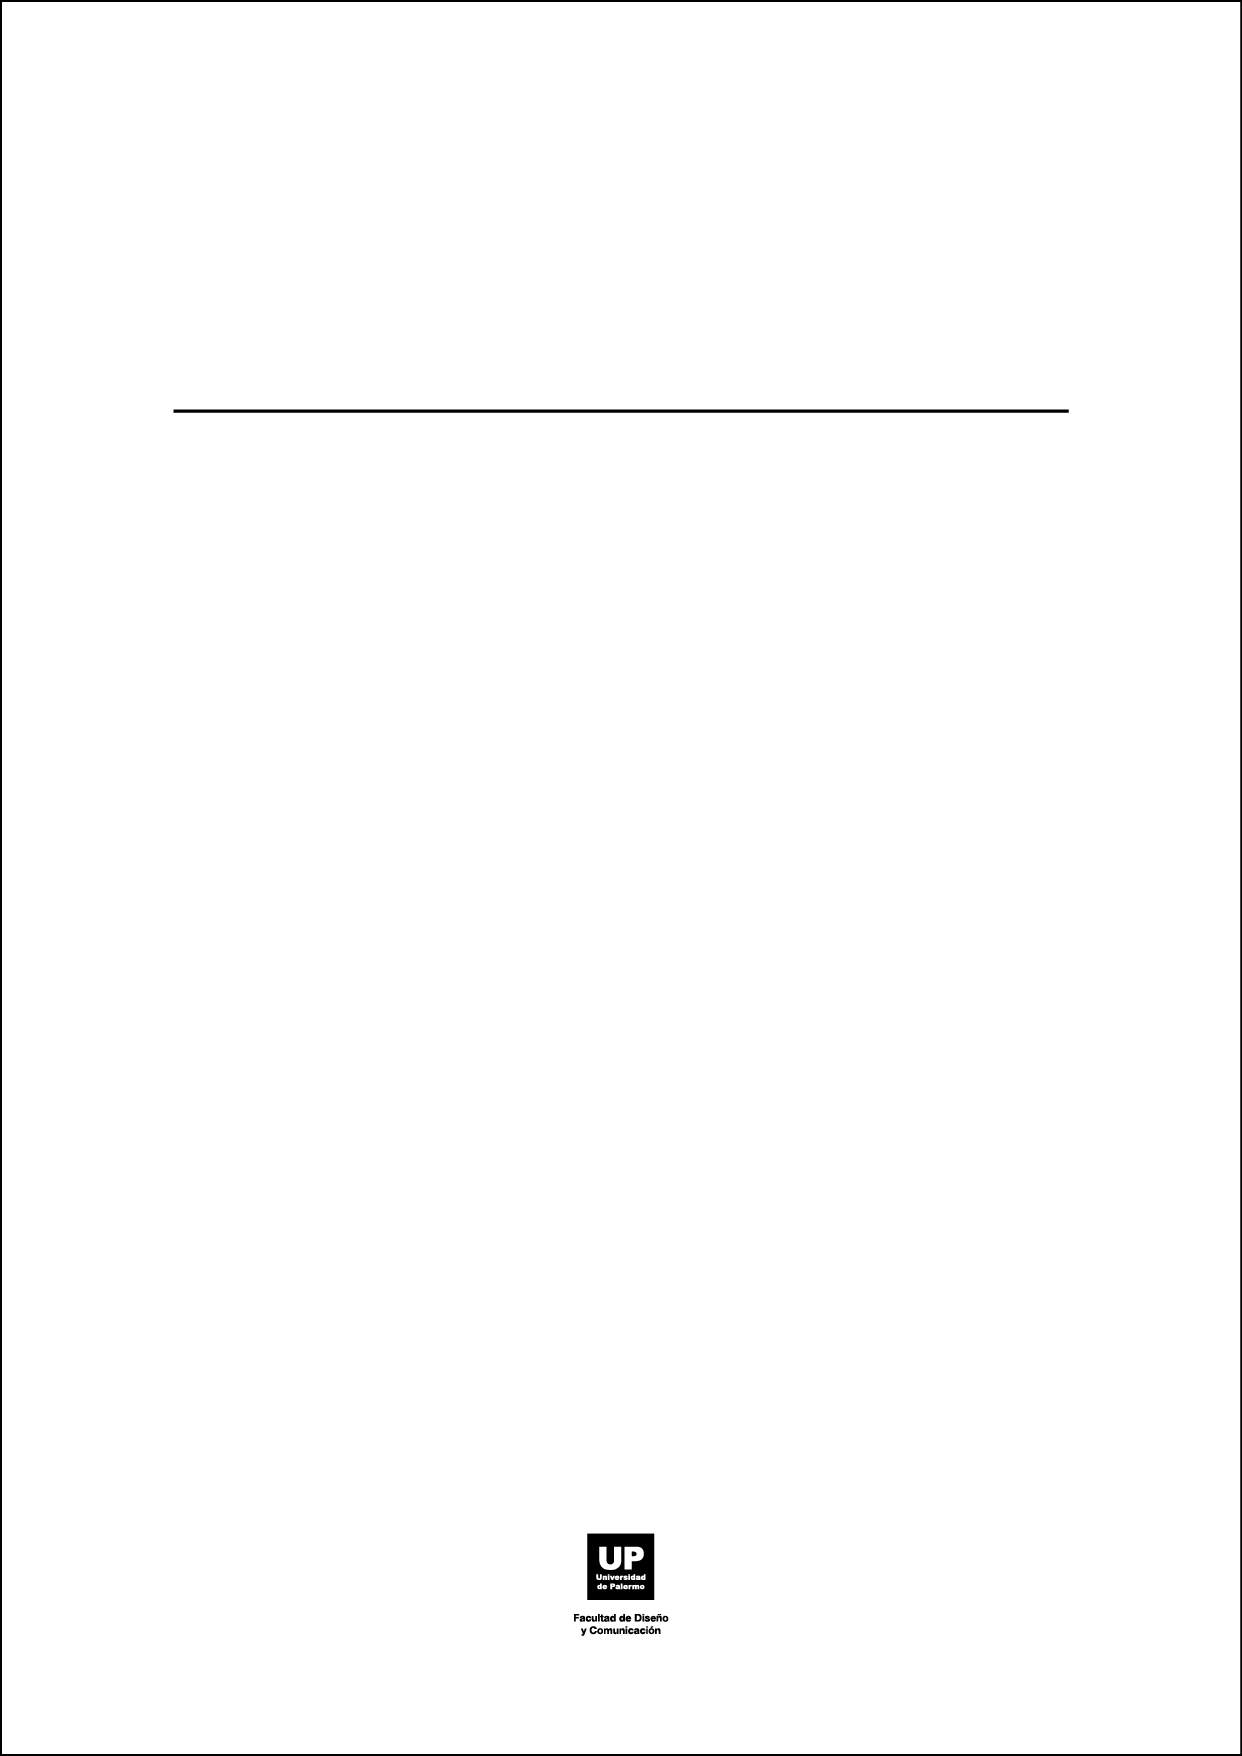 UP
Universidad
de Palermo
Facultad de Diseño
y Comunicación